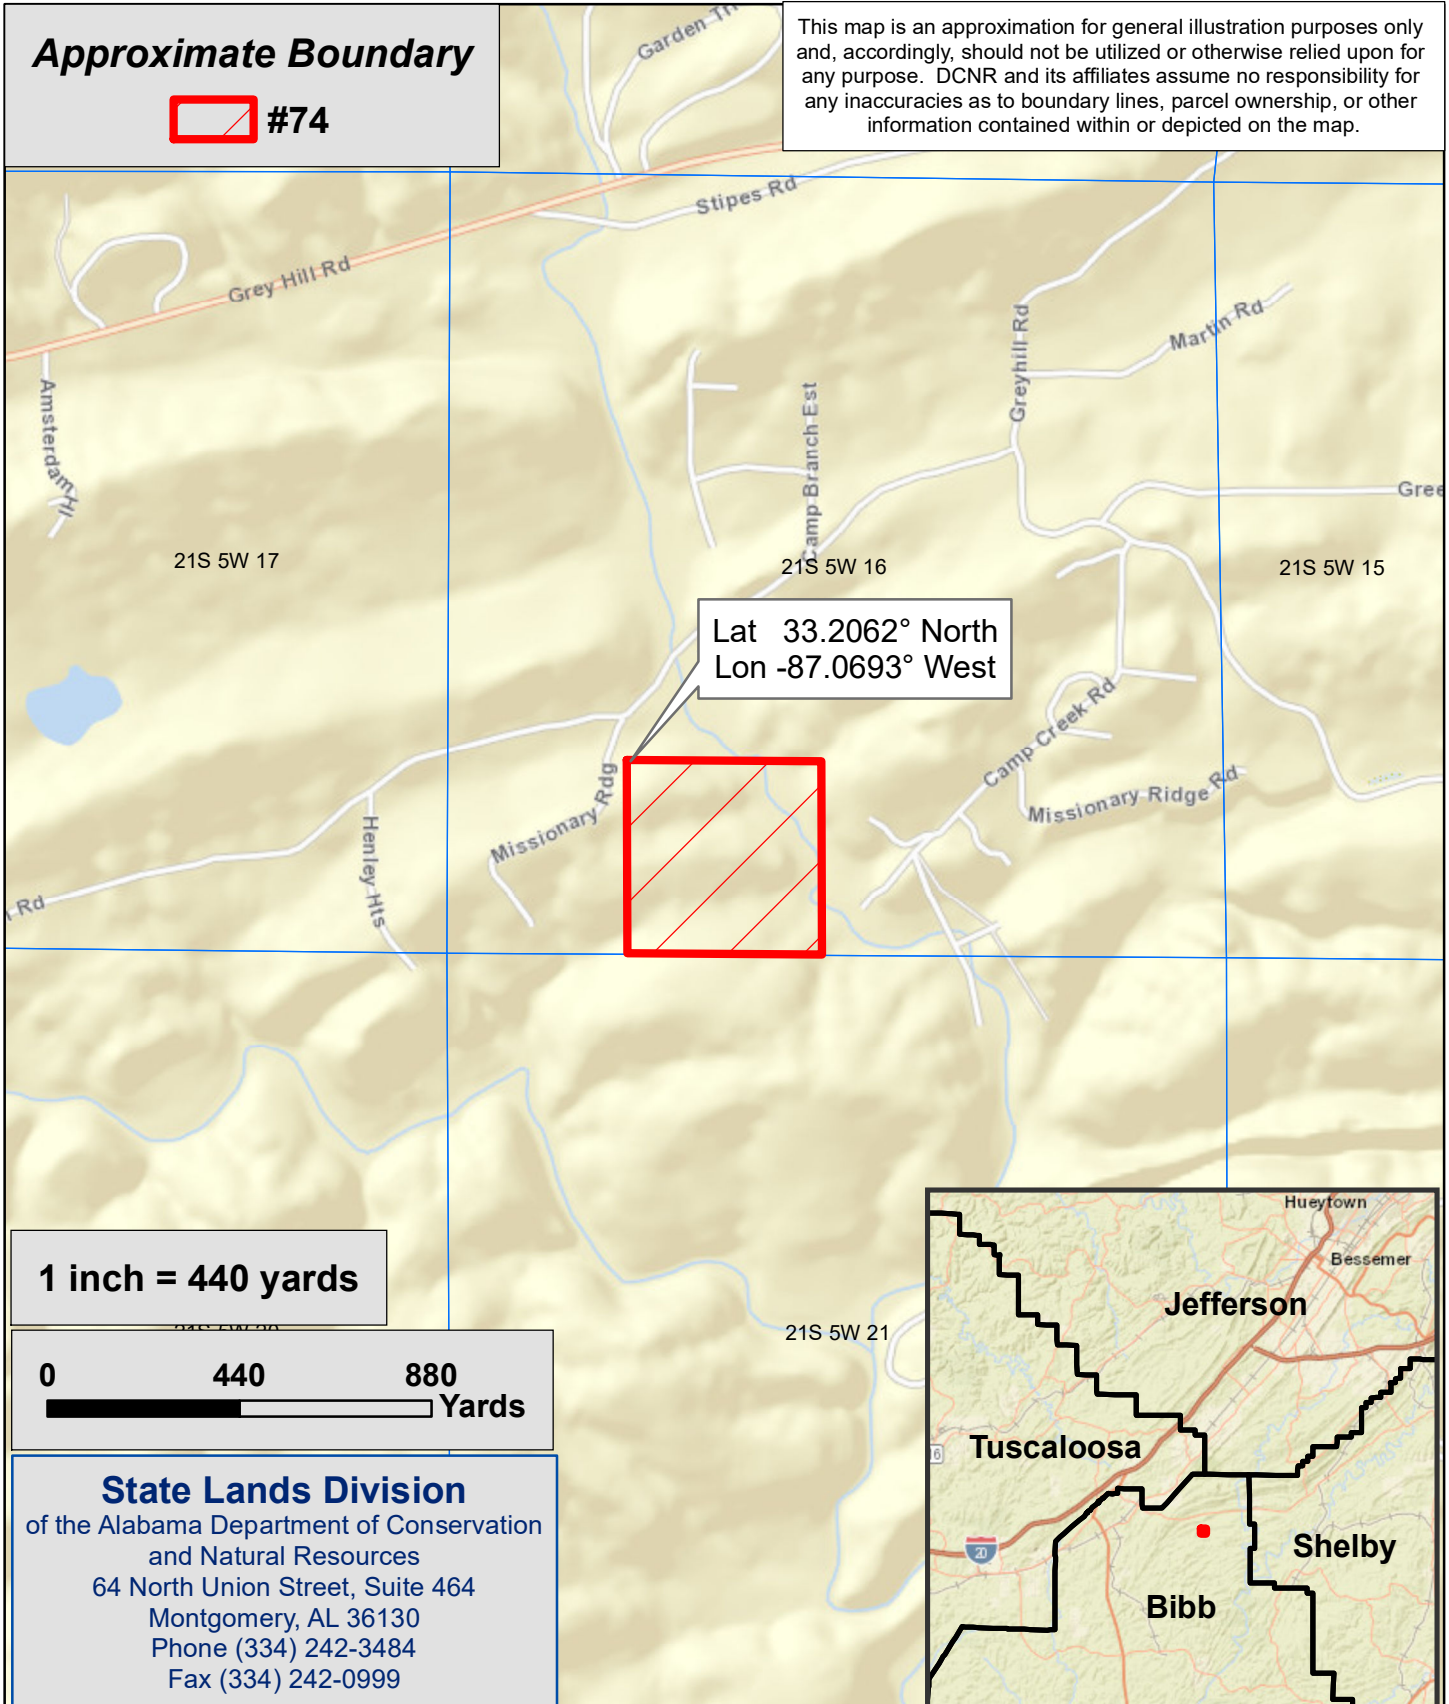 Approximate Boundary
#74
This map is an approximation for general illustration purposes only
and, accordingly, should not be utilized or otherwise relied upon for
any purpose.  DCNR and its affiliates assume no responsibility for
any inaccuracies as to boundary lines, parcel ownership, or other
information contained within or depicted on the map.
Garden
Stipes Rd
Grey Hill Rd
Greyhill Rd
Martin Rd
Amsterdam
Camp Branch Est
21S 5W 17
21S 5W 16
21S 5W 15
Lat   33.2062° North
Lon -87.0693° West
Camp Creek Rd
Missionary Ridge Rd
Missionary Rdg
Henley Hts
Rd
1 inch = 440 yards
21S 5W 21
0 440 880
Yards
State Lands Division
of the Alabama Department of Conservation
and Natural Resources
64 North Union Street, Suite 464
Montgomery, AL 36130
Phone (334) 242-3484
Fax (334) 242-0999
Hueytown
Bessemer
Jefferson
Tuscaloosa
20
Shelby
Bibb